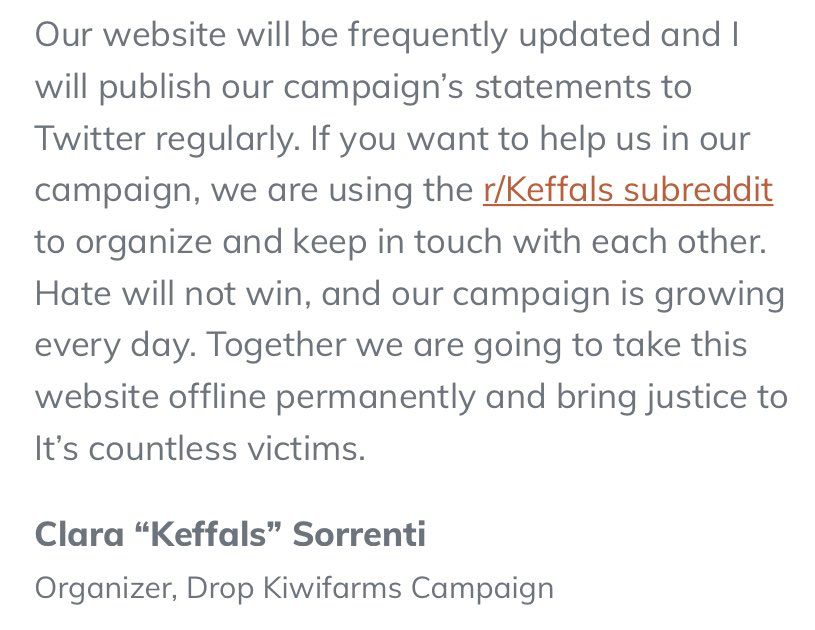 Our website will be frequently updated and I
will publish our campaign’s statements to
Twitter regularly. If you want to help us in our
campaign, we are using the r/Keffals subreddit
to organize and keep in touch with each other.
Hate will not win, and our campaign is growing
every day. Together we are going to take this
website offline permanently and bring justice to
It’s countless victims.
Clara “Keffals” Sorrenti
Organizer, Drop Kiwifarms Campaign